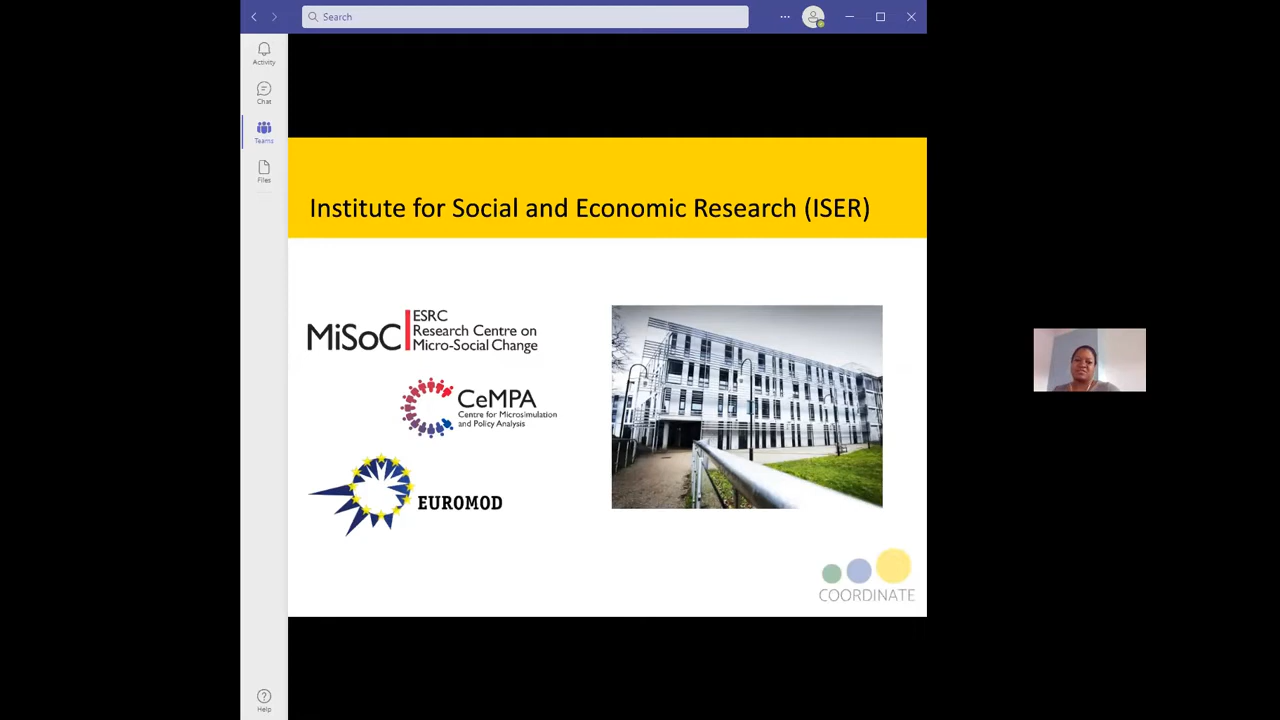 Search
Activity
Chat
Teams
Files
Institute for Social and Economic Research (ISER)
MiSoC
ESRC
Research Centre on
Micro-Social Change
CeMPA
Centre for Microsimulation
and Policy Analysis
EUROMOD
COORDINATE
Help